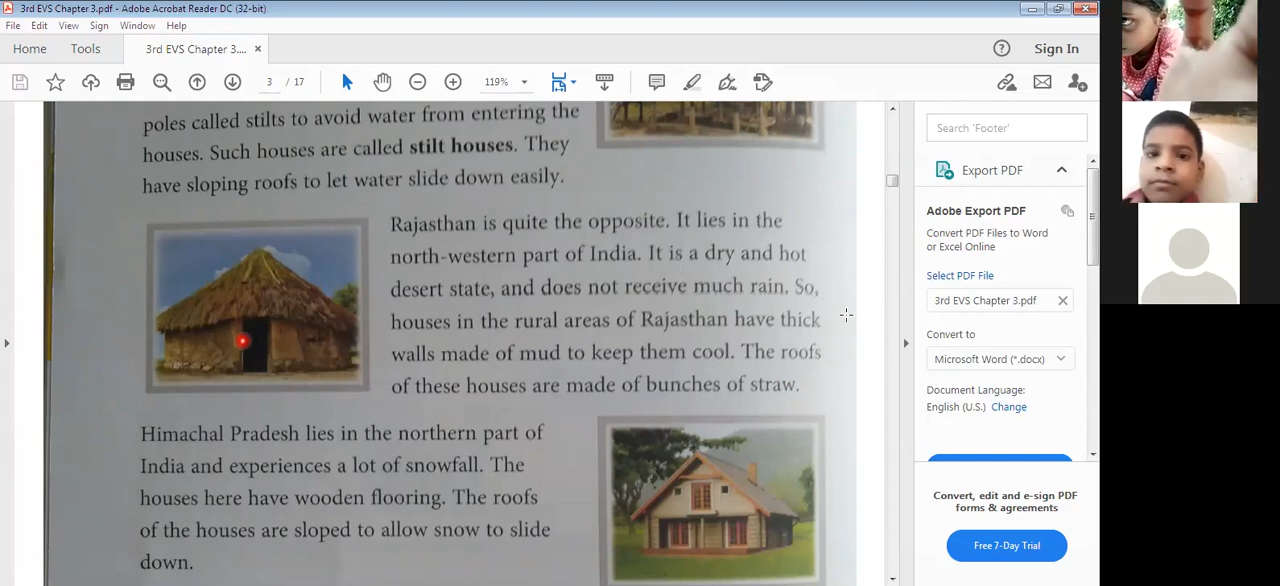 3rd EVS Chapter 3.pdf - Adobe Acrobat Reader DC (32-bit)
File Edit View Sign Window Help
Home Tools 3rd EVS Chapter 3.... × Sign In
3 / 17 119%
poles called stilts to avoid water from entering the
houses. Such houses are called stilt houses. They
have sloping roofs to let water slide down easily.
Rajasthan is quite the opposite. It lies in the
north-western part of India. It is a dry and hot
desert state, and does not receive much rain. So,
houses in the rural areas of Rajasthan have thick
walls made of mud to keep them cool. The roofs
of these houses are made of bunches of straw.
Himachal Pradesh lies in the northern part of
India and experiences a lot of snowfall. The
houses here have wooden flooring. The roofs
of the houses are sloped to allow snow to slide
down.
Search 'Footer'
Export PDF
Adobe Export PDF
Convert PDF Files to Word
or Excel Online
Select PDF File
3rd EVS Chapter 3.pdf
Convert to
Microsoft Word (*.docx)
Document Language:
English (U.S.) Change
Convert, edit and e-sign PDF
forms & agreements
Free 7-Day Trial